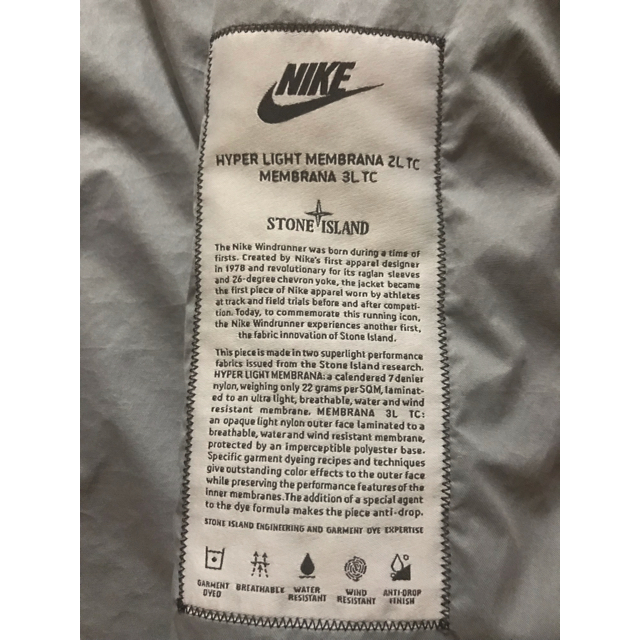 NIKE
HYPER LIGHT MEMBRANA 2L TC
MEMBRANA 3L TC
STONE ISLAND
The Nike Windrunner was born during a time of
firsts. Created by Nike's first apparel designer
in 1978 and revolutionary for its raglan sleeves
and 26-degree chevron yoke, the jacket became
the first piece of Nike apparel worn by athletes
at track and field trials before and after competi-
tion. Today, to commemorate this running icon,
the Nike Windrunner experiences another first,
the fabric innovation of Stone Island.
This piece is made in two superlight performance
fabrics issued from the Stone Island research.
HYPER LIGHT MEMBRANA: a calendered 7 denier
nylon, weighing only 22 grams per SQM, laminat-
ed to an ultra light, breathable, water and wind
resistant membrane. MEMBRANA 3L TC:
an opaque light nylon outer face laminated to a
breathable, water and wind resistant membrane,
protected by an imperceptible polyester base.
Specific garment dyeing recipes and techniques
give outstanding color effects to the outer face
while preserving the performance features of the
inner membranes. The addition of a special agent
to the dye formula makes the piece anti-drop.
STONE ISLAND ENGINEERING AND GARMENT DYE EXPERTISE
GARMENT DYED
BREATHABLE
WATER RESISTANT
WIND RESISTANT
ANTI-DROP FINISH